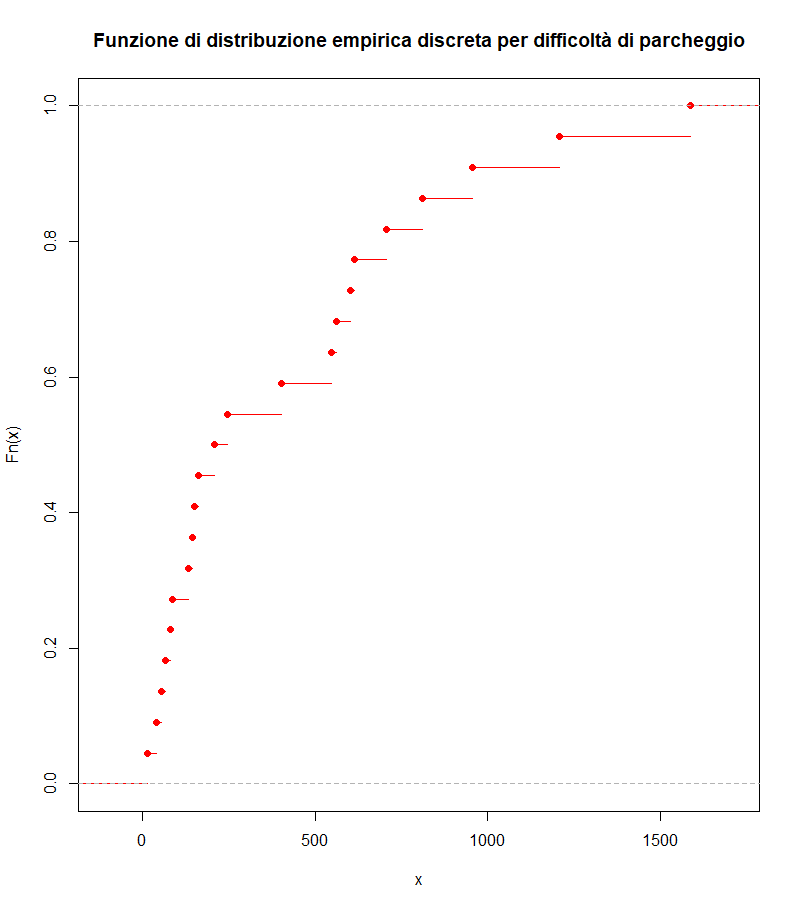 Funzione di distribuzione empirica discreta per difficoltà di parcheggio
1.0
0.8
0.6
0.4
0.2
0.0
Fn(x)
0 500 1000 1500
x